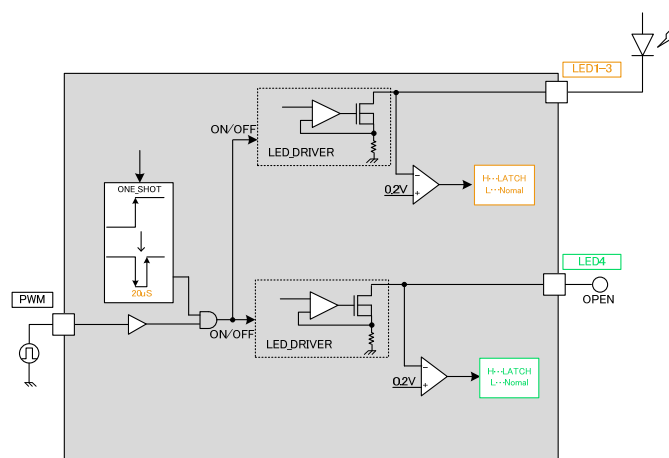 LED1-3
ON/OFF
LED_DRIVER
ONE_SHOT
0.2V
H…LATCH
L…Nomal
20uS
LED4
PWM
ON/OFF
OPEN
LED_DRIVER
0.2V
H…LATCH
L…Nomal